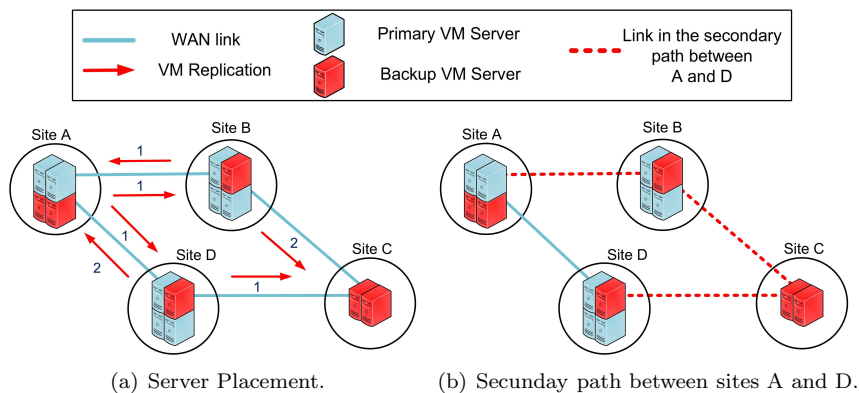 WAN link
VM Replication
Primary VM Server
Backup VM Server
Link in the secondary
path between
A and D
Site A
Site B
Site C
Site D
1
1
1
2
2
1
Site A
Site B
Site C
Site D
(a) Server Placement.
(b) Secunday path between sites A and D.